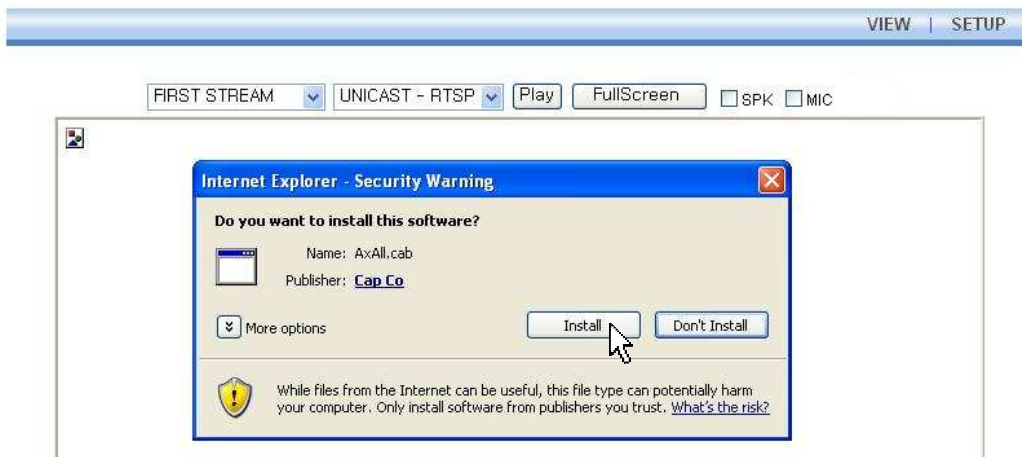 VIEW | SETUP
FIRST STREAM UNICAST - RTSP Play FullScreen SPK MIC
Internet Explorer - Security Warning
Do you want to install this software?
Name: AxAll.cab
Publisher: Cap Co
More options Install Don't Install
While files from the Internet can be useful, this file type can potentially harm
your computer. Only install software from publishers you trust. What's the risk?